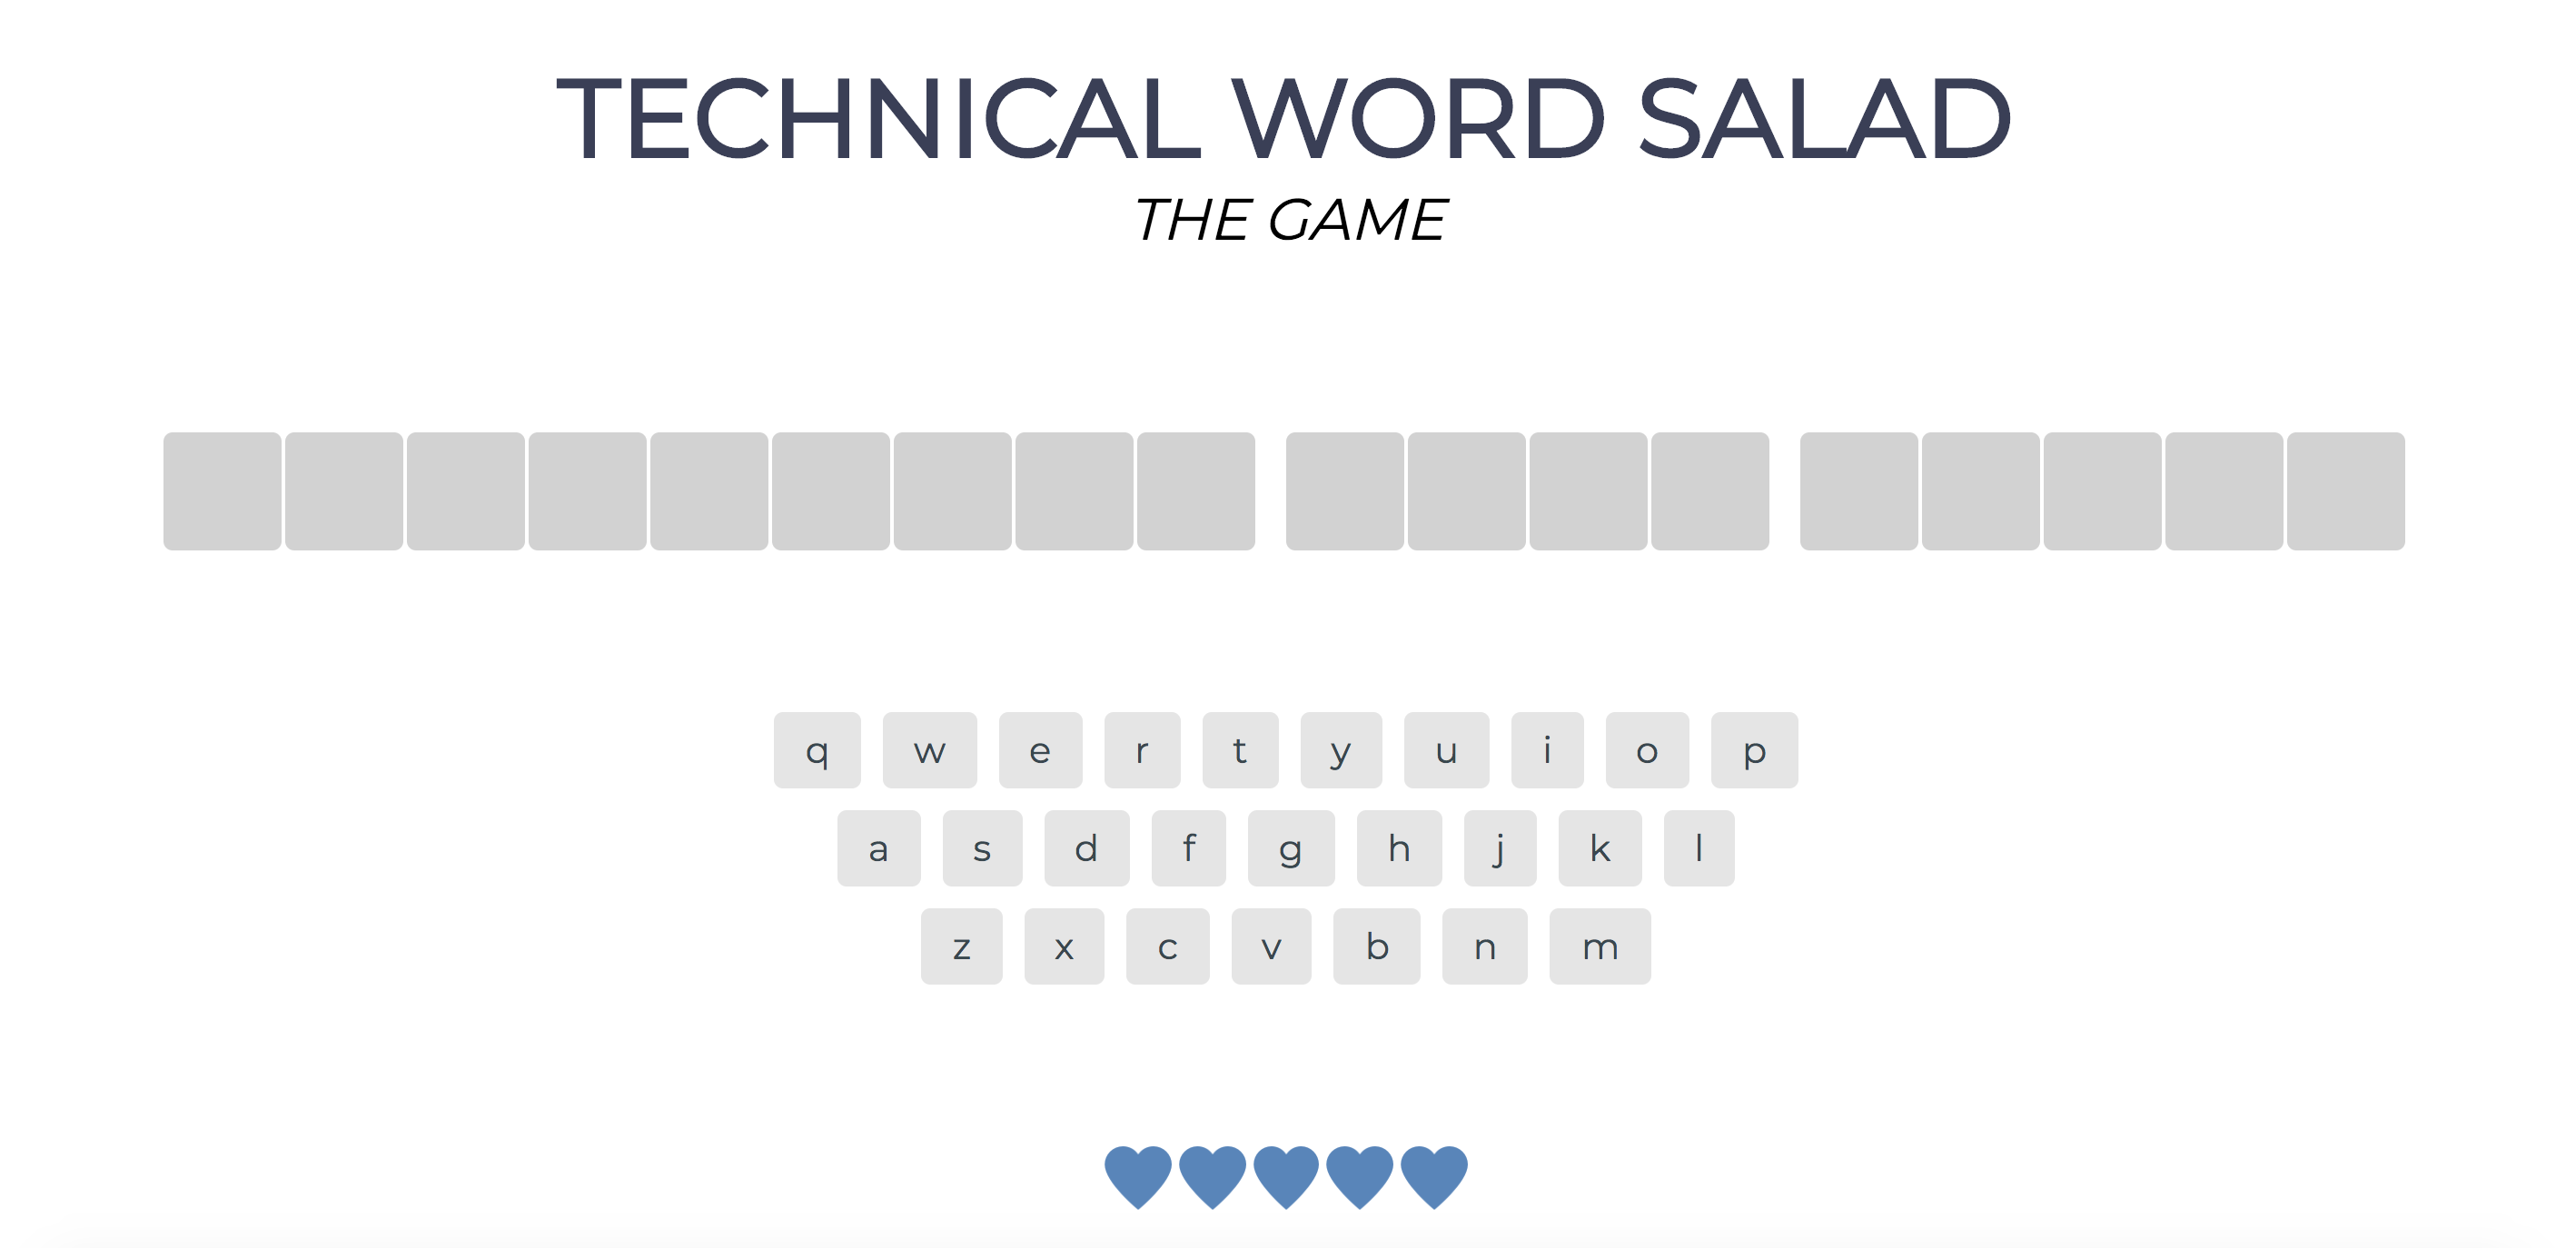 TECHNICAL WORD SALAD
THE GAME
q w e r t y u i o p
a s d f g h j k l
z x c v b n m